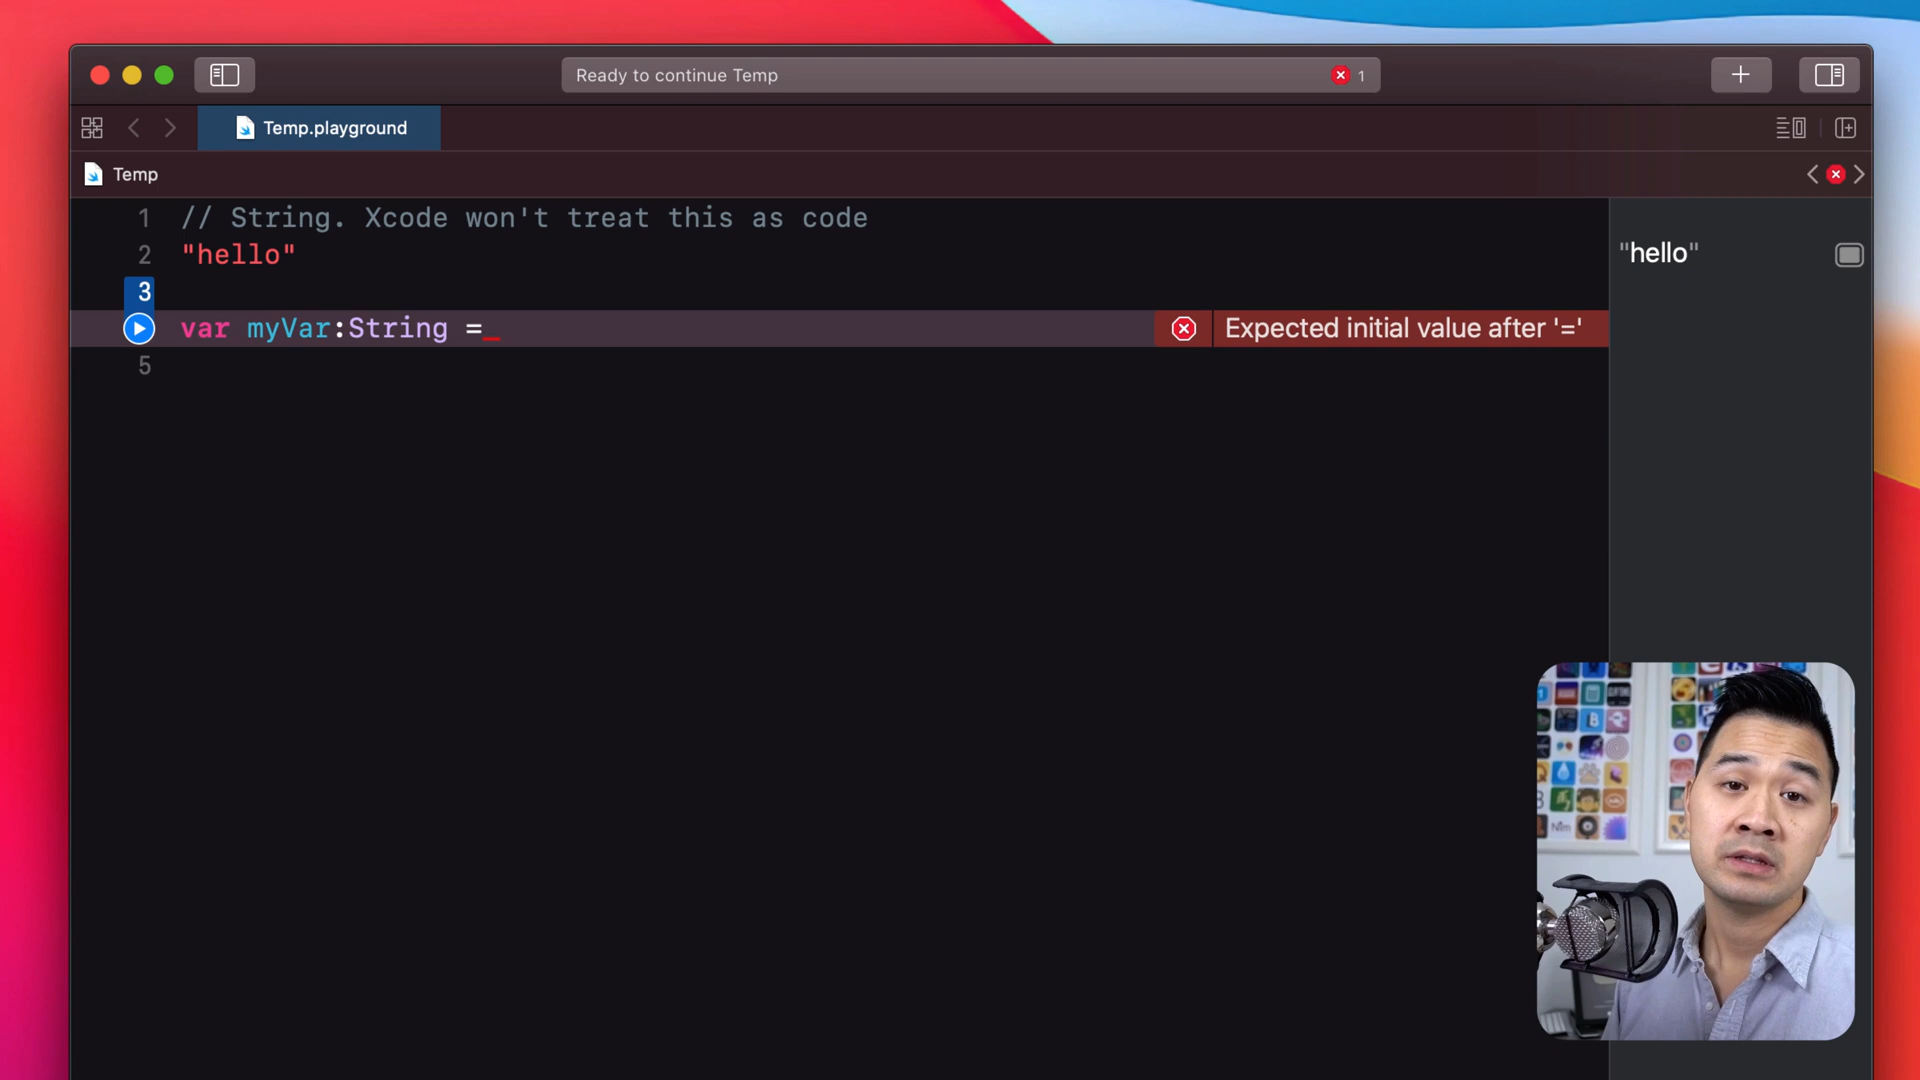 Ready to continue Temp
1
Temp.playground
Temp
1 // String. Xcode won't treat this as code
2 "hello"
"hello"
3
var myVar:String =
Expected initial value after '='
5